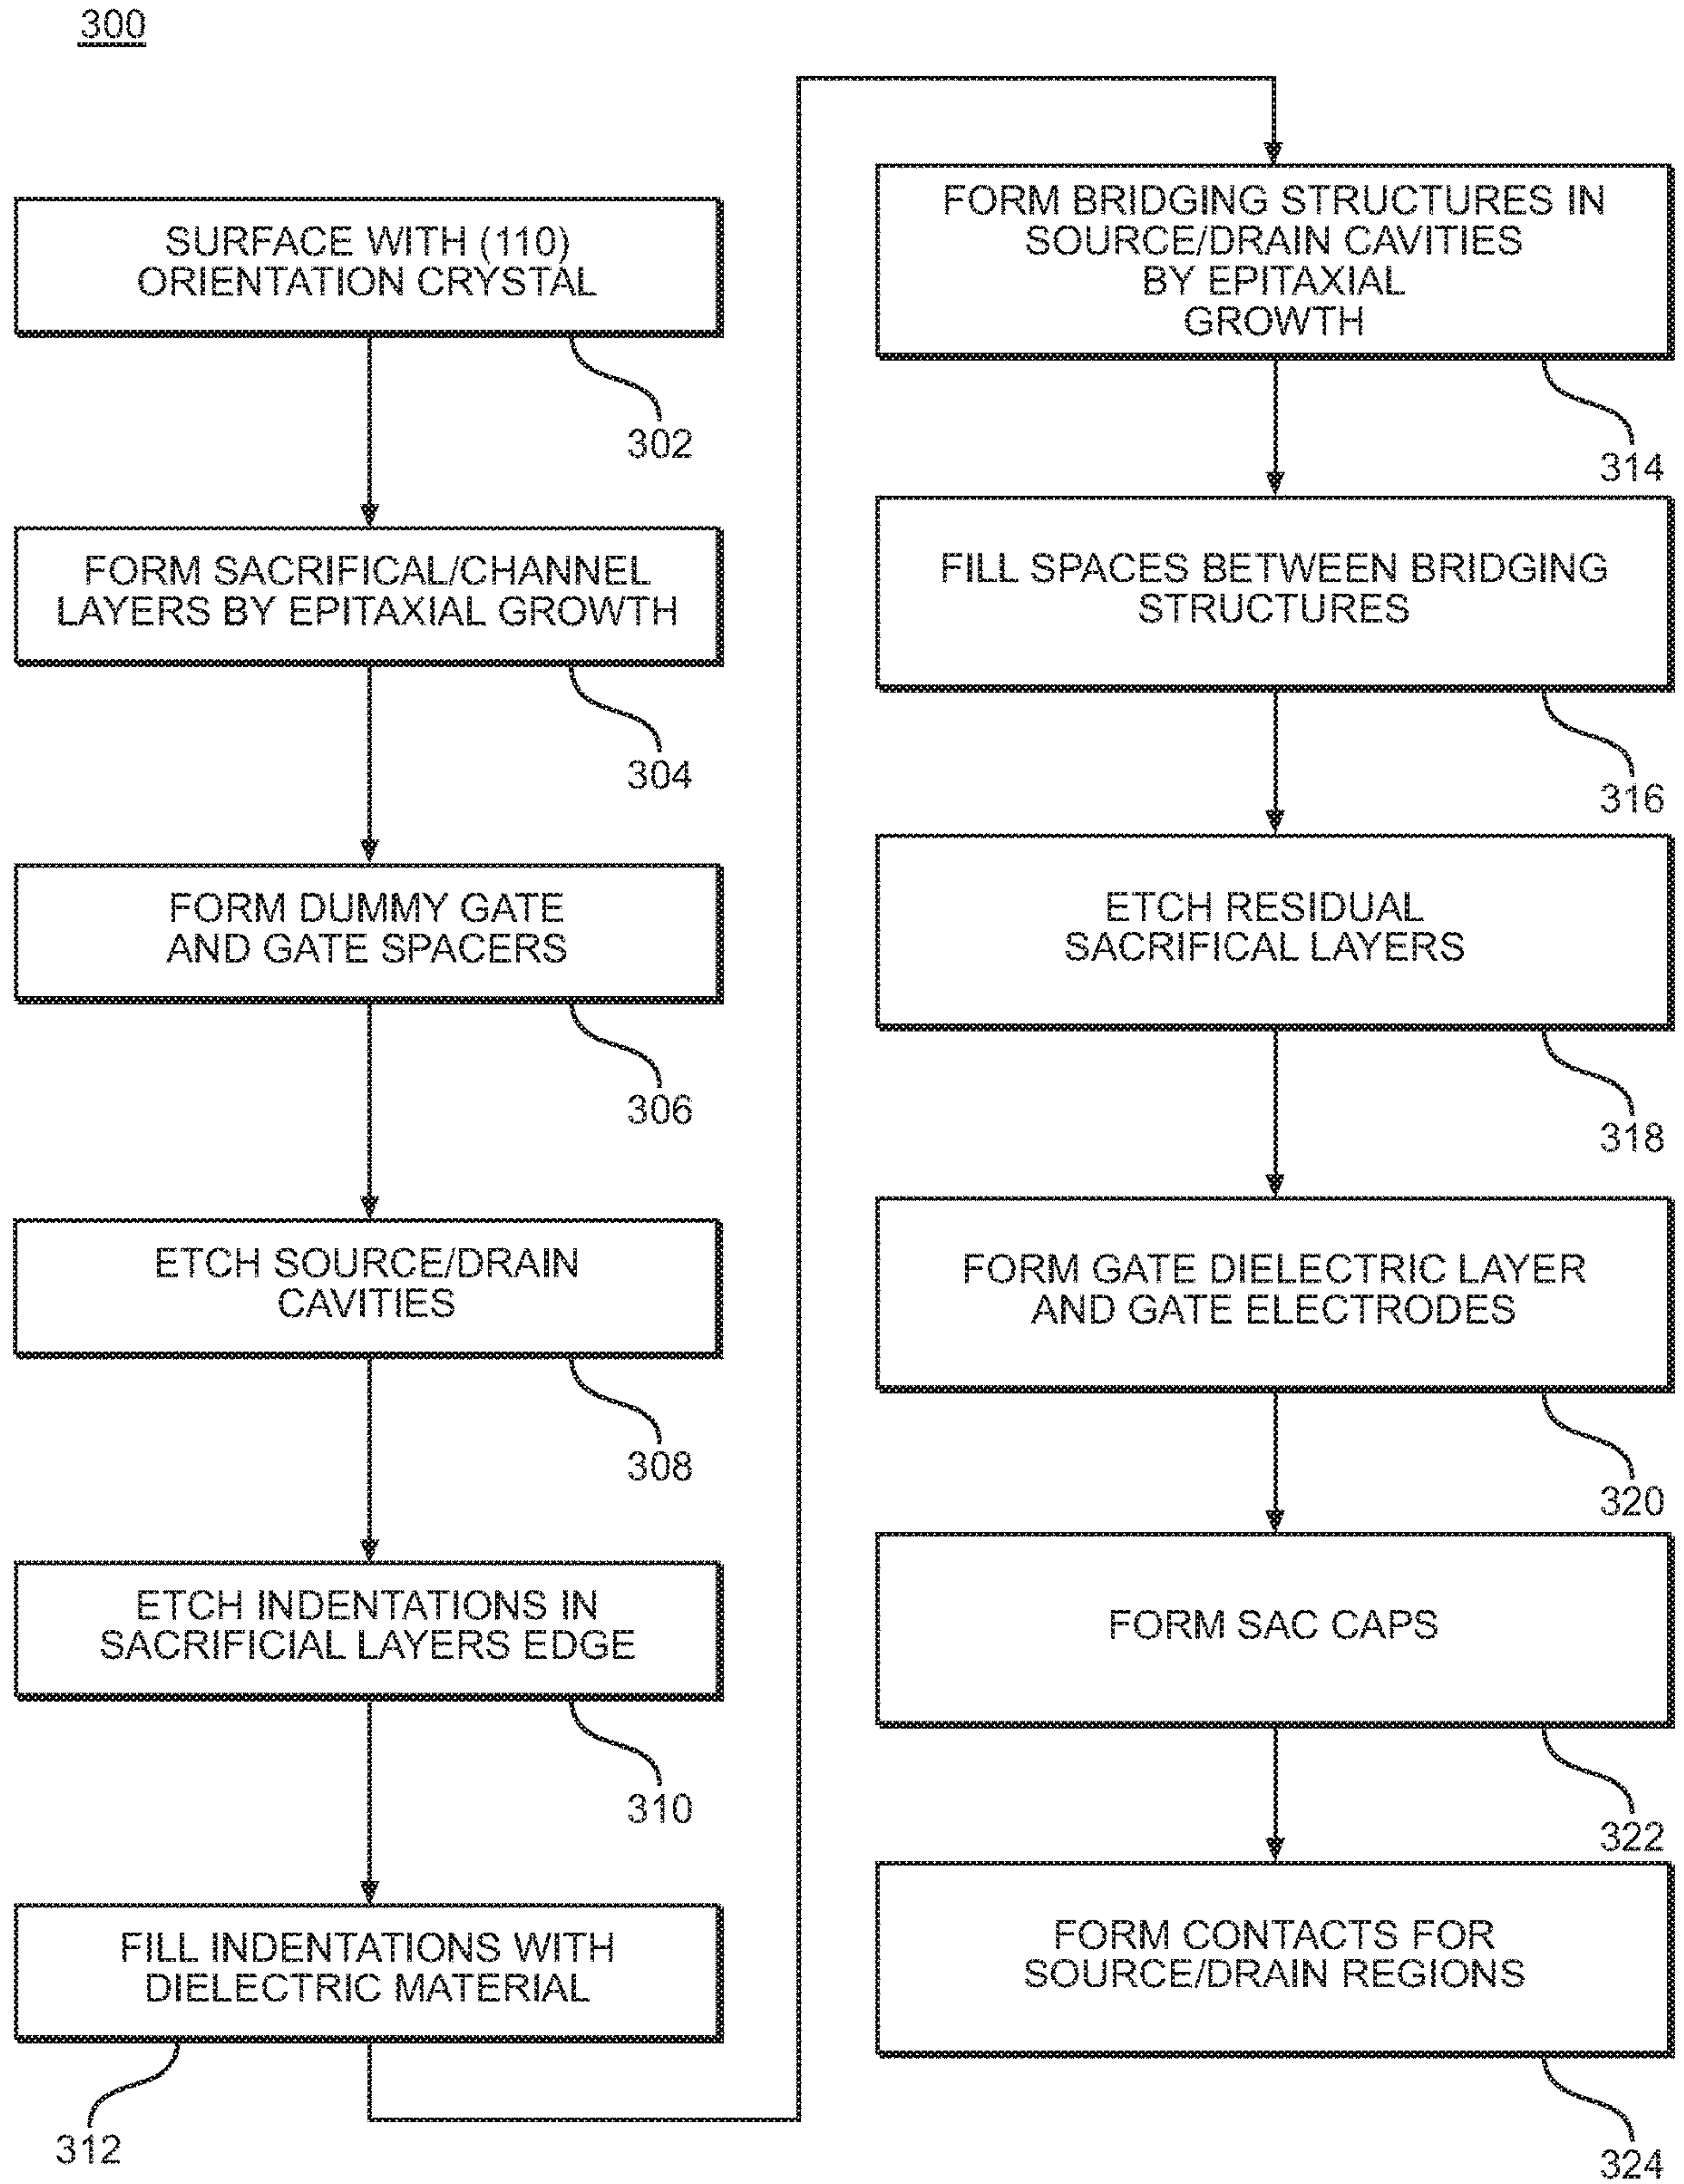 300
SURFACE WITH (110)
ORIENTATION CRYSTAL
302
FORM SACRIFICAL/CHANNEL
LAYERS BY EPITAXIAL GROWTH
304
FORM DUMMY GATE
AND GATE SPACERS
306
ETCH SOURCE/DRAIN
CAVITIES
308
ETCH INDENTATIONS IN
SACRIFICIAL LAYERS EDGE
310
FILL INDENTATIONS WITH
DIELECTRIC MATERIAL
312
FORM BRIDGING STRUCTURES IN
SOURCE/DRAIN CAVITIES
BY EPITAXIAL
GROWTH
314
FILL SPACES BETWEEN BRIDGING
STRUCTURES
316
ETCH RESIDUAL
SACRIFICAL LAYERS
318
FORM GATE DIELECTRIC LAYER
AND GATE ELECTRODES
320
FORM SAC CAPS
322
FORM CONTACTS FOR
SOURCE/DRAIN REGIONS
324